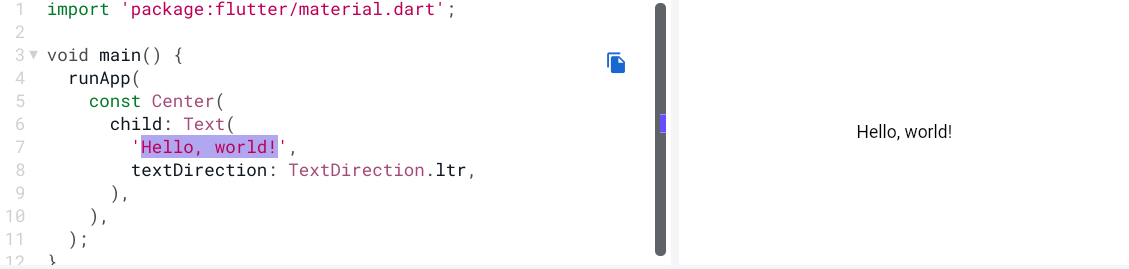 1 import 'package:flutter/material.dart';
2
3 void main() {
4 runApp(
5 const Center(
6 child: Text(
7 'Hello, world!',
8 textDirection: TextDirection.ltr,
9 ),
10 ),
11 );
12 }
Hello, world!